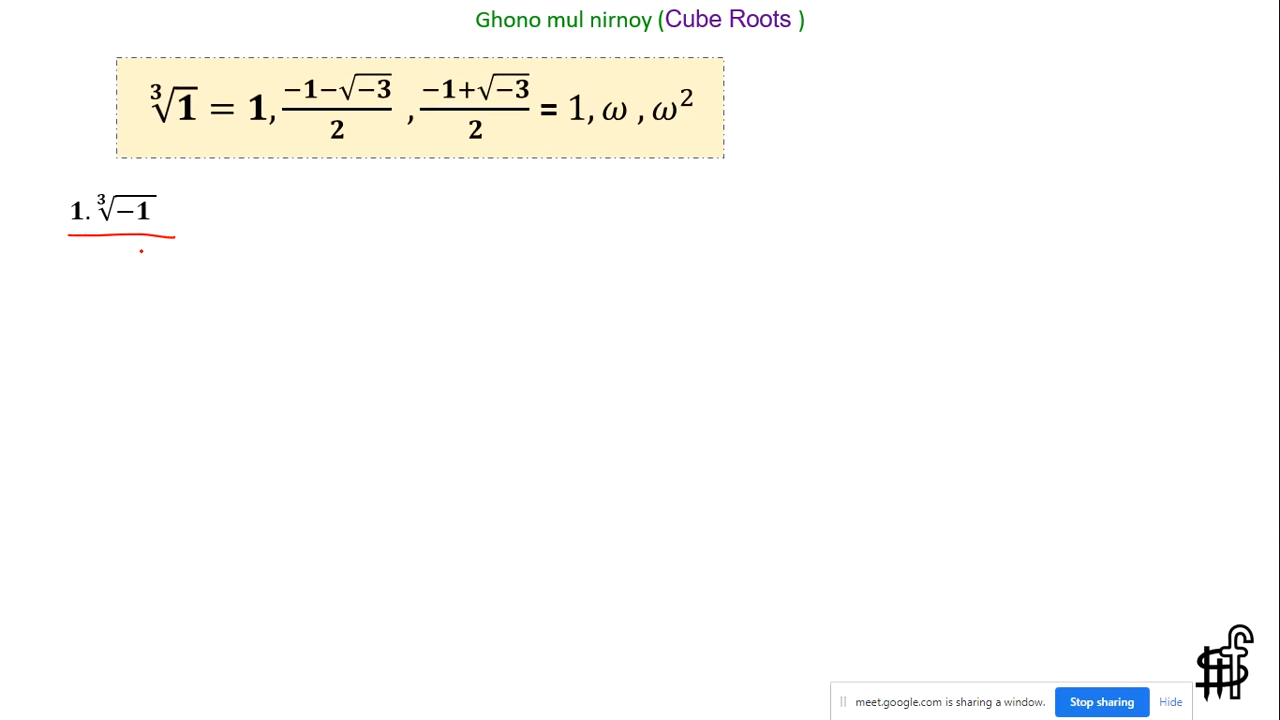 Ghono mul nirnoy (Cube Roots )
∛1 = 1, (−1−√−3)/2 , (−1+√−3)/2 = 1, ω , ω²
1. ∛−1
meet.google.com is sharing a window. Stop sharing Hide